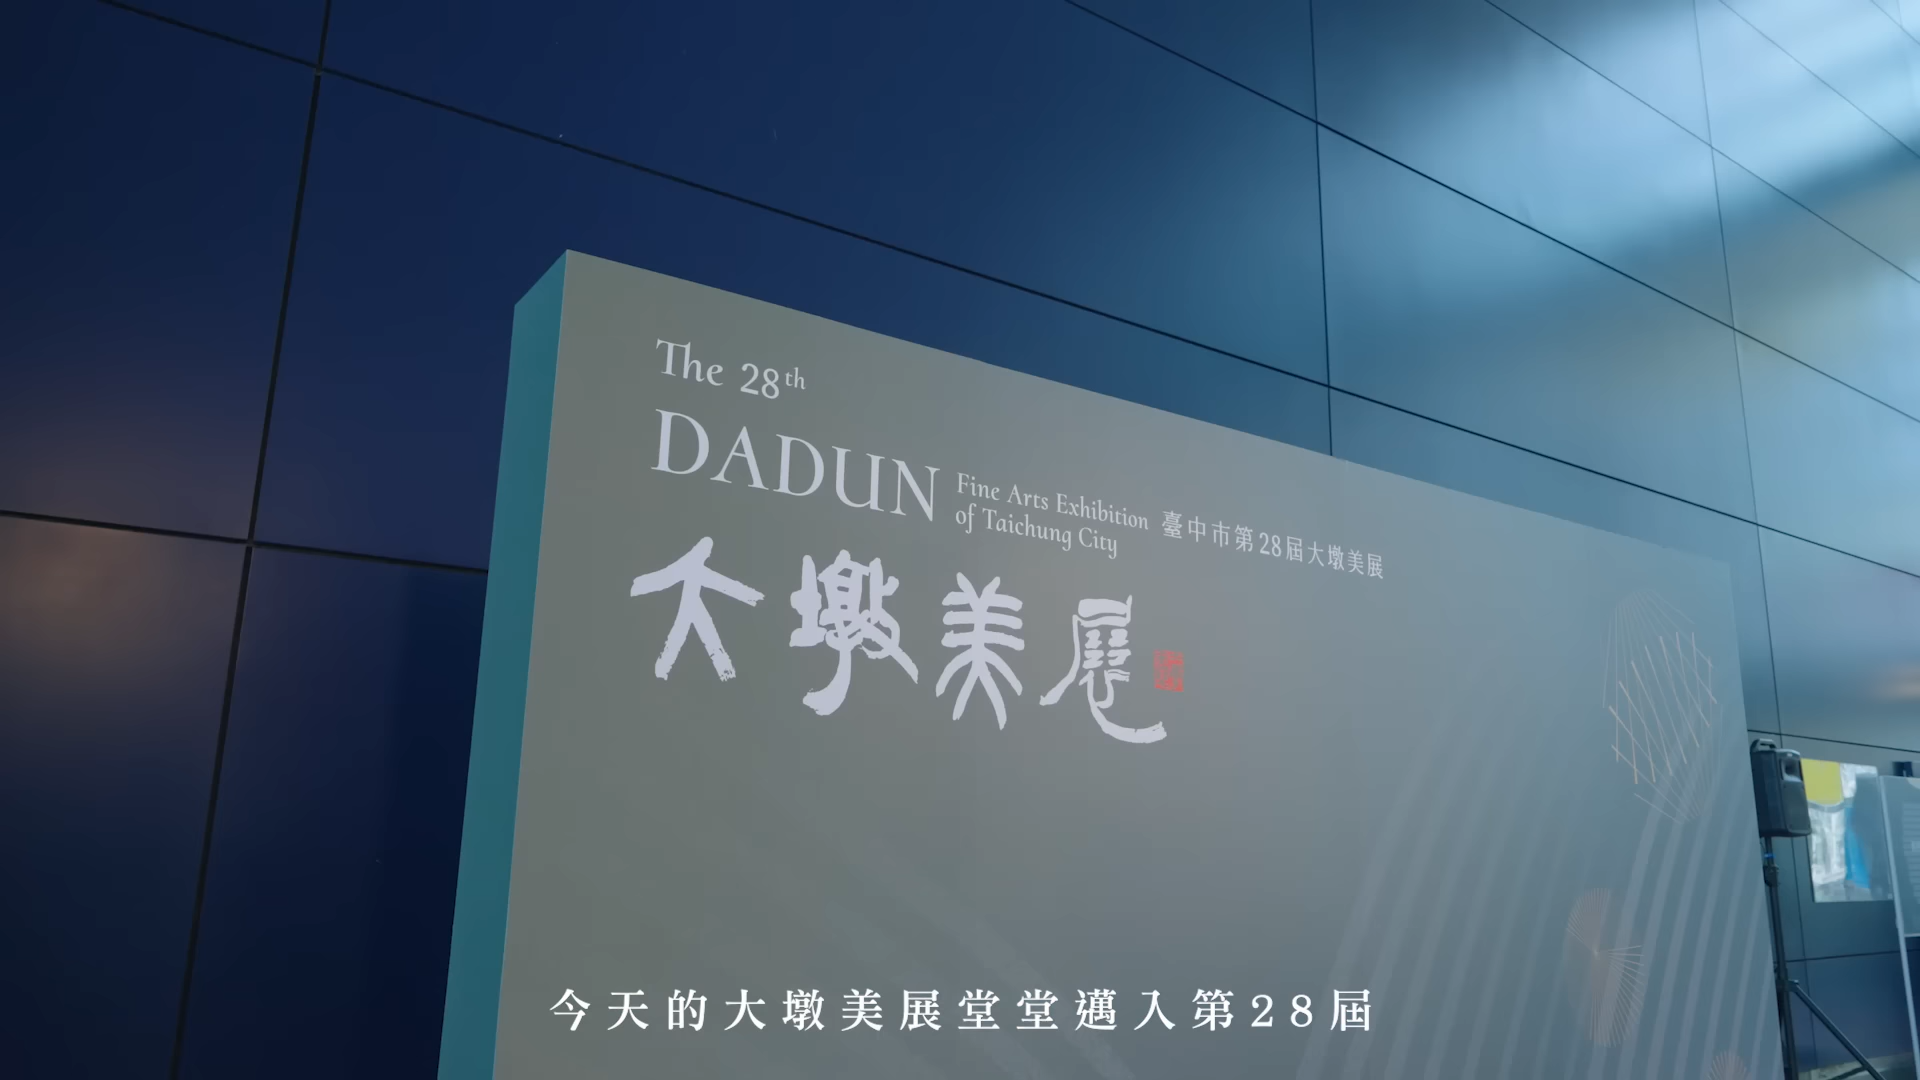 The 28th
DADUN
Fine Arts Exhibition
of Taichung City
臺中市第28屆大墩美展
大墩美展
今天的大墩美展堂堂邁入第28屆